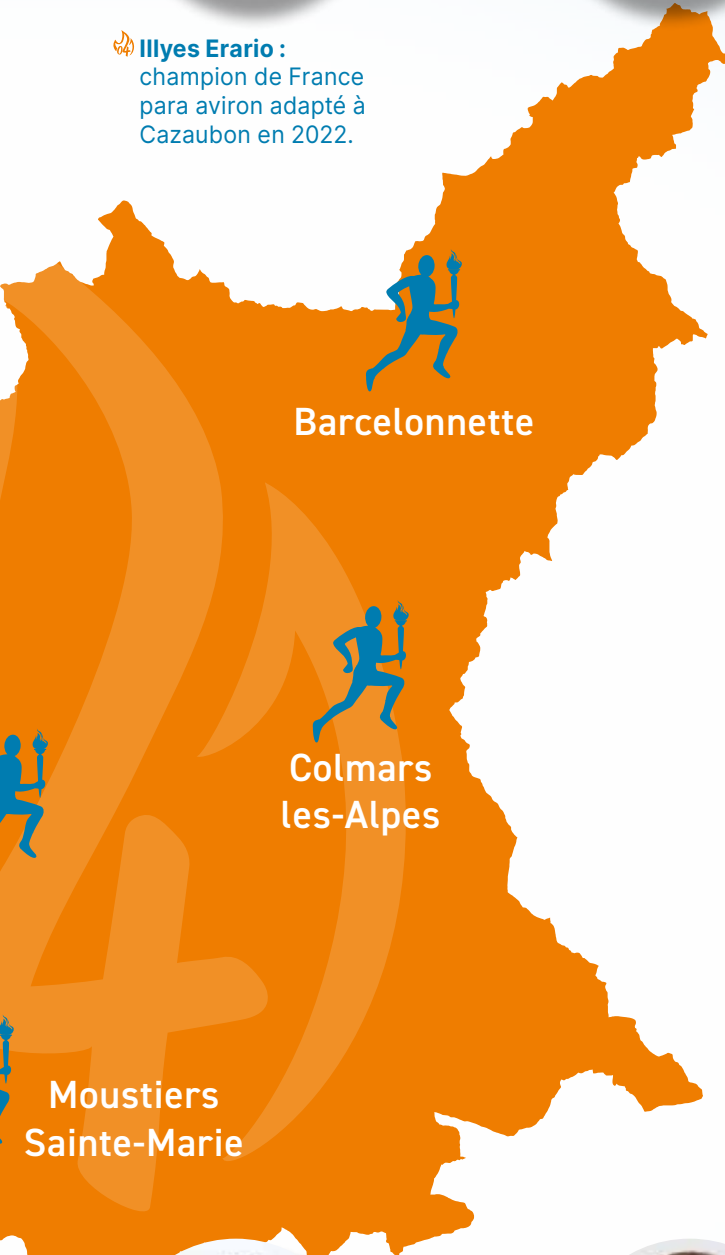 Illyes Erario :
champion de France
para aviron adapté à
Cazaubon en 2022.
Barcelonnette
Colmars
les-Alpes
Moustiers
Sainte-Marie